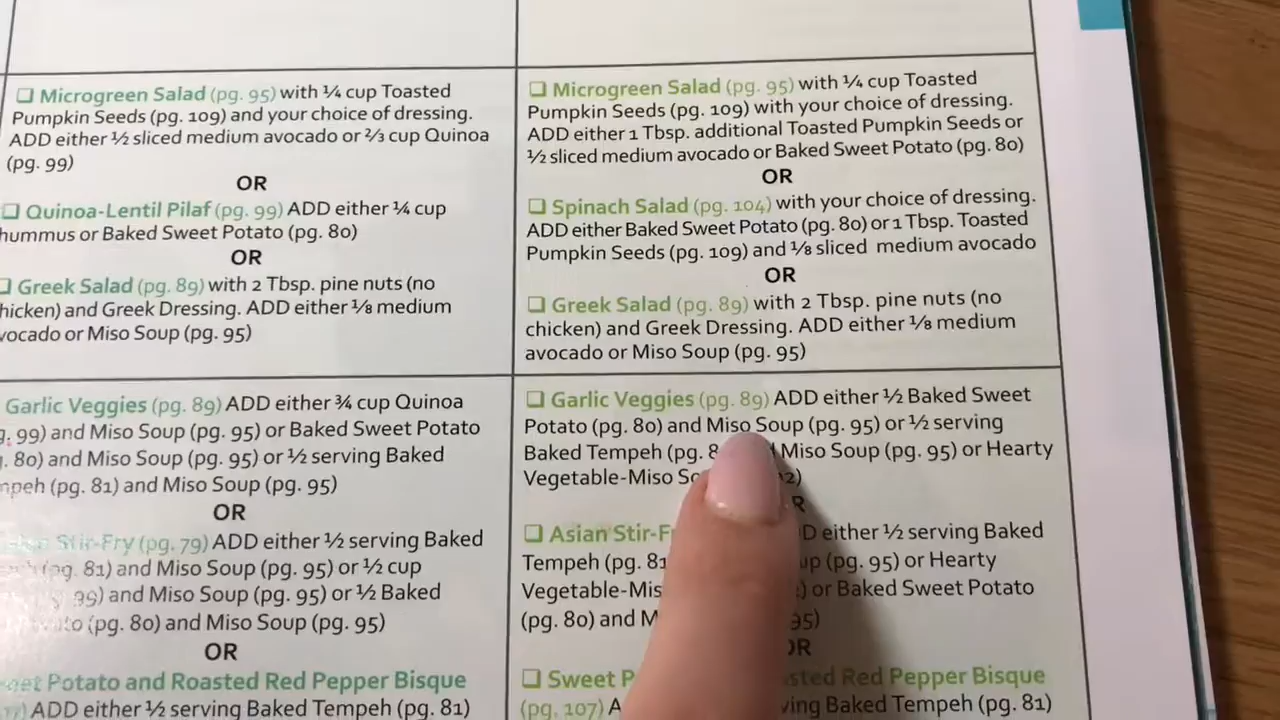 ❑ Microgreen Salad (pg. 95) with ¼ cup Toasted
Pumpkin Seeds (pg. 109) and your choice of dressing.
ADD either ½ sliced medium avocado or ⅔ cup Quinoa
(pg. 99)
OR
❑ Quinoa-Lentil Pilaf (pg. 99) ADD either ¼ cup
hummus or Baked Sweet Potato (pg. 80)
OR
❑ Greek Salad (pg. 89) with 2 Tbsp. pine nuts (no
and Greek Dressing. ADD either ⅛ medium
or Miso Soup (pg. 95)
Garlic Veggies (pg. 89) ADD either ¾ cup Quinoa
99) and Miso Soup (pg. 95) or Baked Sweet Potato
80) and Miso Soup (pg. 95) or ½ serving Baked
(pg. 81) and Miso Soup (pg. 95)
OR
Stir-Fry (pg. 79) ADD either ½ serving Baked
(pg. 81) and Miso Soup (pg. 95) or ½ cup
99) and Miso Soup (pg. 95) or ½ Baked
(pg. 80) and Miso Soup (pg. 95)
OR
Potato and Roasted Red Pepper Bisque
ADD either ½ serving Baked Tempeh (pg. 81)
❑ Microgreen Salad (pg. 95) with ¼ cup Toasted
Pumpkin Seeds (pg. 109) with your choice of dressing.
ADD either 1 Tbsp. additional Toasted Pumpkin Seeds or
½ sliced medium avocado or Baked Sweet Potato (pg. 80)
OR
❑ Spinach Salad (pg. 104) with your choice of dressing.
ADD either Baked Sweet Potato (pg. 80) or 1 Tbsp. Toasted
Pumpkin Seeds (pg. 109) and ⅛ sliced medium avocado
OR
❑ Greek Salad (pg. 89) with 2 Tbsp. pine nuts (no
chicken) and Greek Dressing. ADD either ⅛ medium
avocado or Miso Soup (pg. 95)
❑ Garlic Veggies (pg. 89) ADD either ½ Baked Sweet
Potato (pg. 80) and Miso Soup (pg. 95) or ½ serving
Baked Tempeh (pg. Miso Soup (pg. 95) or Hearty
Vegetable-Miso
❑ Asian either ½ serving Baked
Tempeh (pg. 81 (pg. 95) or Hearty
or Baked Sweet Potato
(pg. 80) and 95)
OR
❑ Sweet Red Pepper Bisque
(pg. 107) Baked Tempeh (pg. 81)